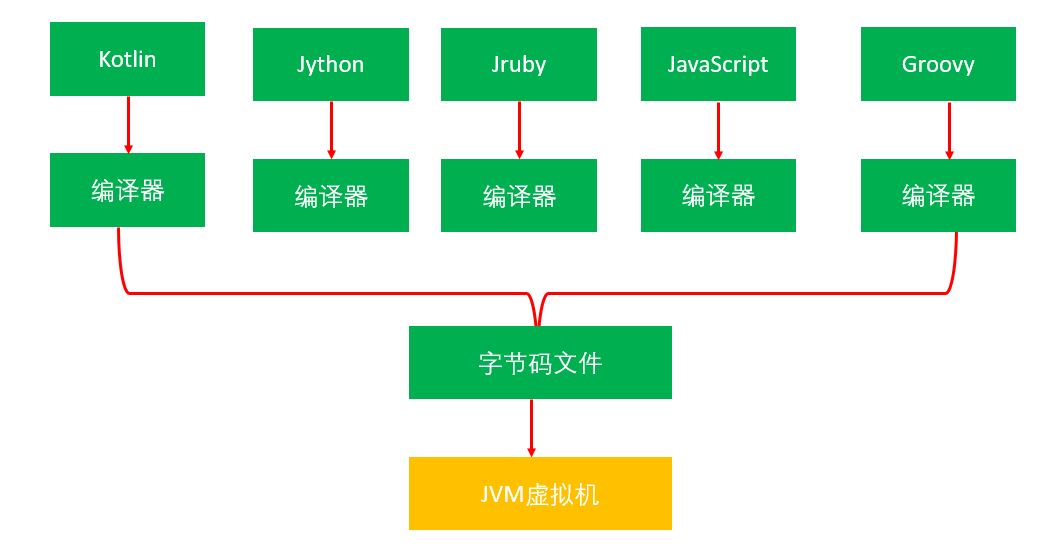 Kotlin
Jython
Jruby
JavaScript
Groovy
编译器
编译器
编译器
编译器
编译器
字节码文件
JVM虚拟机